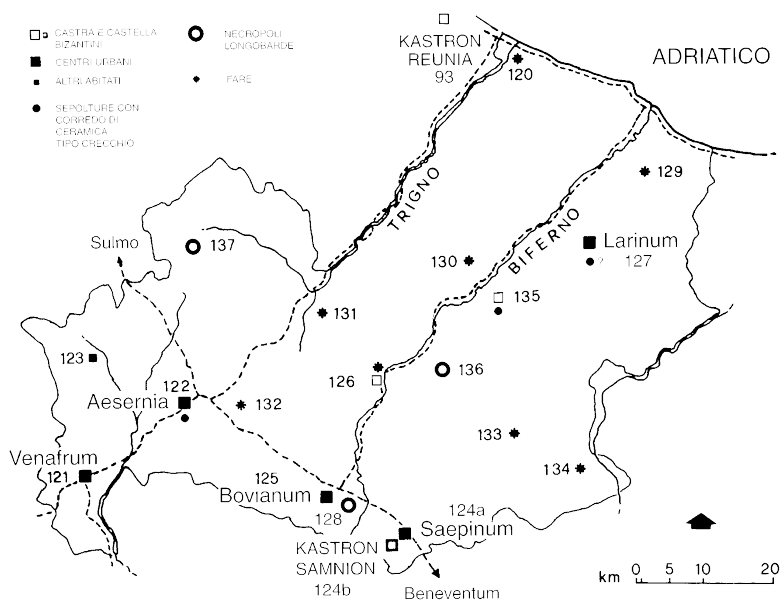 CASTRA E CASTELLA
BIZANTINI
CENTRI URBANI
ALTRI ABITATI
SEPOLTURE CON
CORREDO DI
CERAMICA
TIPO CRECCHIO
NECROPOLI
LONGOBARDE
FARE
KASTRON
REUNIA
93
120
ADRIATICO
TRIGNO
BIFERNO
129
Sulmo
137
130
Larinum
? 127
135
131
123
122
Aesernia
132
126
136
133
134
Venafrum
121
125
Bovianum
128
124a
Saepinum
KASTRON
SAMNION
124b
Beneventum
km 0 5 10 20